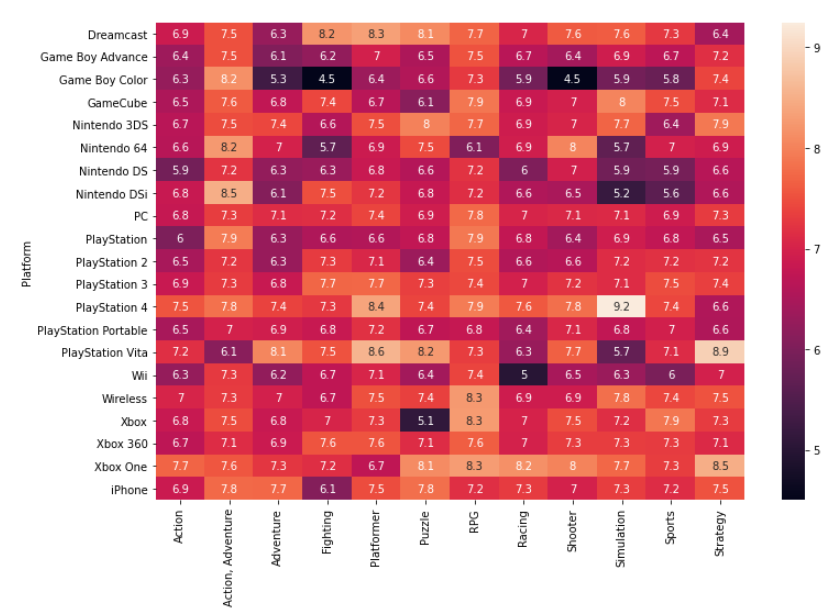 Dreamcast 6.9 7.5 6.3 8.2 8.3 8.1 7.7 7 7.6 7.6 7.3 6.4
Game Boy Advance 6.4 7.5 6.1 6.2 7 6.5 7.5 6.7 6.4 6.9 6.7 7.2
Game Boy Color 6.3 8.2 5.3 4.5 6.4 6.6 7.3 5.9 4.5 5.9 5.8 7.4
GameCube 6.5 7.6 6.8 7.4 6.7 6.1 7.9 6.9 7 8 7.5 7.1
Nintendo 3DS 6.7 7.5 7.4 6.6 7.5 8 7.7 6.9 7 7.7 6.4 7.9
Nintendo 64 6.6 8.2 7 5.7 6.9 7.5 6.1 6.9 8 5.7 7 6.9
Nintendo DS 5.9 7.2 6.3 6.3 6.8 6.6 7.2 6 7 5.9 5.9 6.6
Nintendo DSi 6.8 8.5 6.1 7.5 7.2 6.8 7.2 6.6 6.5 5.2 5.6 6.6
PC 6.8 7.3 7.1 7.2 7.4 6.9 7.8 7 7.1 7.1 6.9 7.3
PlayStation 6 7.9 6.3 6.6 6.6 6.8 7.9 6.8 6.4 6.9 6.8 6.5
PlayStation 2 6.5 7.2 6.3 7.3 7.1 6.4 7.5 6.6 6.6 7.2 7.2 7.2
PlayStation 3 6.9 7.3 6.8 7.7 7.7 7.3 7.4 7 7.2 7.1 7.5 7.4
PlayStation 4 7.5 7.8 7.4 7.3 8.4 7.4 7.9 7.6 7.8 9.2 7.4 6.6
PlayStation Portable 6.5 7 6.9 6.8 7.2 6.7 6.8 6.4 7.1 6.8 7 6.6
PlayStation Vita 7.2 6.1 8.1 7.5 8.6 8.2 7.3 6.3 7.7 5.7 7.1 8.9
Wii 6.3 7.3 6.2 6.7 7.1 6.4 7.4 5 6.5 6.3 6 7
Wireless 7 7.3 7 6.7 7.5 7.4 8.3 6.9 6.9 7.8 7.4 7.5
Xbox 6.8 7.5 6.8 7 7.3 5.1 8.3 7 7.5 7.2 7.9 7.3
Xbox 360 6.7 7.1 6.9 7.6 7.6 7.1 7.6 7 7.3 7.3 7.3 7.1
Xbox One 7.7 7.6 7.3 7.2 6.7 8.1 8.3 8.2 8 7.7 7.3 8.5
iPhone 6.9 7.8 7.7 6.1 7.5 7.8 7.2 7.3 7 7.3 7.2 7.5
Platform
Action
Action, Adventure
Adventure
Fighting
Platformer
Puzzle
RPG
Racing
Shooter
Simulation
Sports
Strategy
9
8
7
6
5